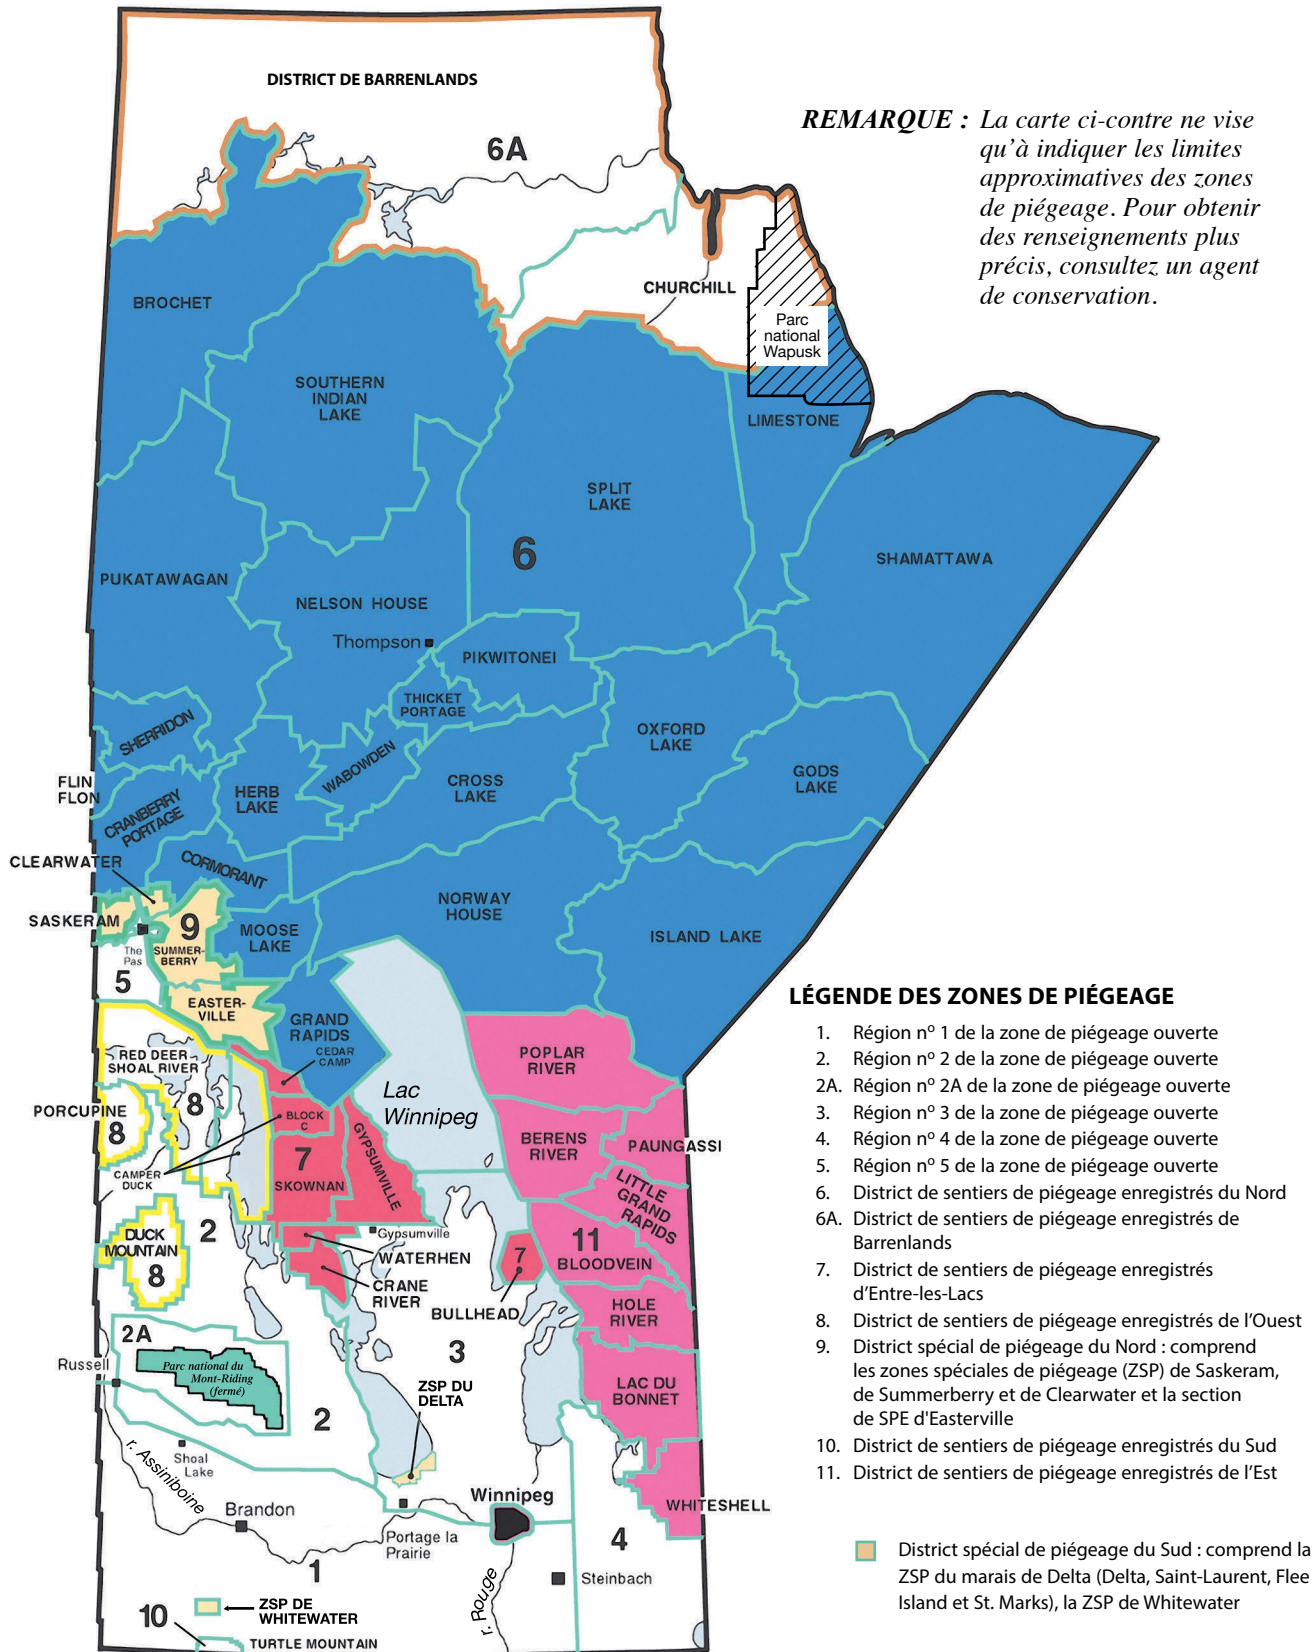 DISTRICT DE BARRENLANDS
6A
REMARQUE : La carte ci-contre ne vise
qu'à indiquer les limites
approximatives des zones
de piégeage. Pour obtenir
des renseignements plus
précis, consultez un agent
de conservation.
CHURCHILL
BROCHET
Parc
national
Wapusk
SOUTHERN
INDIAN
LAKE
LIMESTONE
SPLIT
LAKE
6
SHAMATTAWA
PUKATAWAGAN
NELSON HOUSE
Thompson
PIKWITONEI
THICKET
PORTAGE
SHERRIDON
OXFORD
LAKE
WABOWDEN
GODS
LAKE
FLIN
FLON
HERB
LAKE
CROSS
LAKE
CRANBERRY
PORTAGE
CLEARWATER
CORMORANT
NORWAY
HOUSE
SASKERAM
9
MOOSE
LAKE
ISLAND LAKE
The
Pas
SUMMER-
BERRY
5
EASTER-
VILLE
GRAND
RAPIDS
CEDAR
CAMP
RED DEER
SHOAL RIVER
POPLAR
RIVER
Lac
Winnipeg
PORCUPINE
8
8
BLOCK
C
GYPSUMVILLE
BERENS
RIVER
PAUNGASSI
7
SKOWNAN
CAMPER
DUCK
LITTLE
GRAND
RAPIDS
2
DUCK
MOUNTAIN
8
Gypsumville
WATERHEN
7
11
BLOODVEIN
CRANE
RIVER
BULLHEAD
HOLE
RIVER
2A
3
Russell
Parc national du
Mont-Riding
(fermé)
ZSP DU
DELTA
LAC DU
BONNET
2
Shoal
Lake
r. Assiniboine
Winnipeg
WHITESHELL
Brandon
Portage la
Prairie
4
1
Steinbach
r. Rouge
ZSP DE
WHITEWATER
10
TURTLE MOUNTAIN
LÉGENDE DES ZONES DE PIÉGEAGE
1. Région nº 1 de la zone de piégeage ouverte
2. Région nº 2 de la zone de piégeage ouverte
2A. Région nº 2A de la zone de piégeage ouverte
3. Région nº 3 de la zone de piégeage ouverte
4. Région nº 4 de la zone de piégeage ouverte
5. Région nº 5 de la zone de piégeage ouverte
6. District de sentiers de piégeage enregistrés du Nord
6A. District de sentiers de piégeage enregistrés de
Barrenlands
7. District de sentiers de piégeage enregistrés
d'Entre-les-Lacs
8. District de sentiers de piégeage enregistrés de l'Ouest
9. District spécial de piégeage du Nord : comprend
les zones spéciales de piégeage (ZSP) de Saskeram,
de Summerberry et de Clearwater et la section
de SPE d'Easterville
10. District de sentiers de piégeage enregistrés du Sud
11. District de sentiers de piégeage enregistrés de l'Est
District spécial de piégeage du Sud : comprend la
ZSP du marais de Delta (Delta, Saint-Laurent, Flee
Island et St. Marks), la ZSP de Whitewater